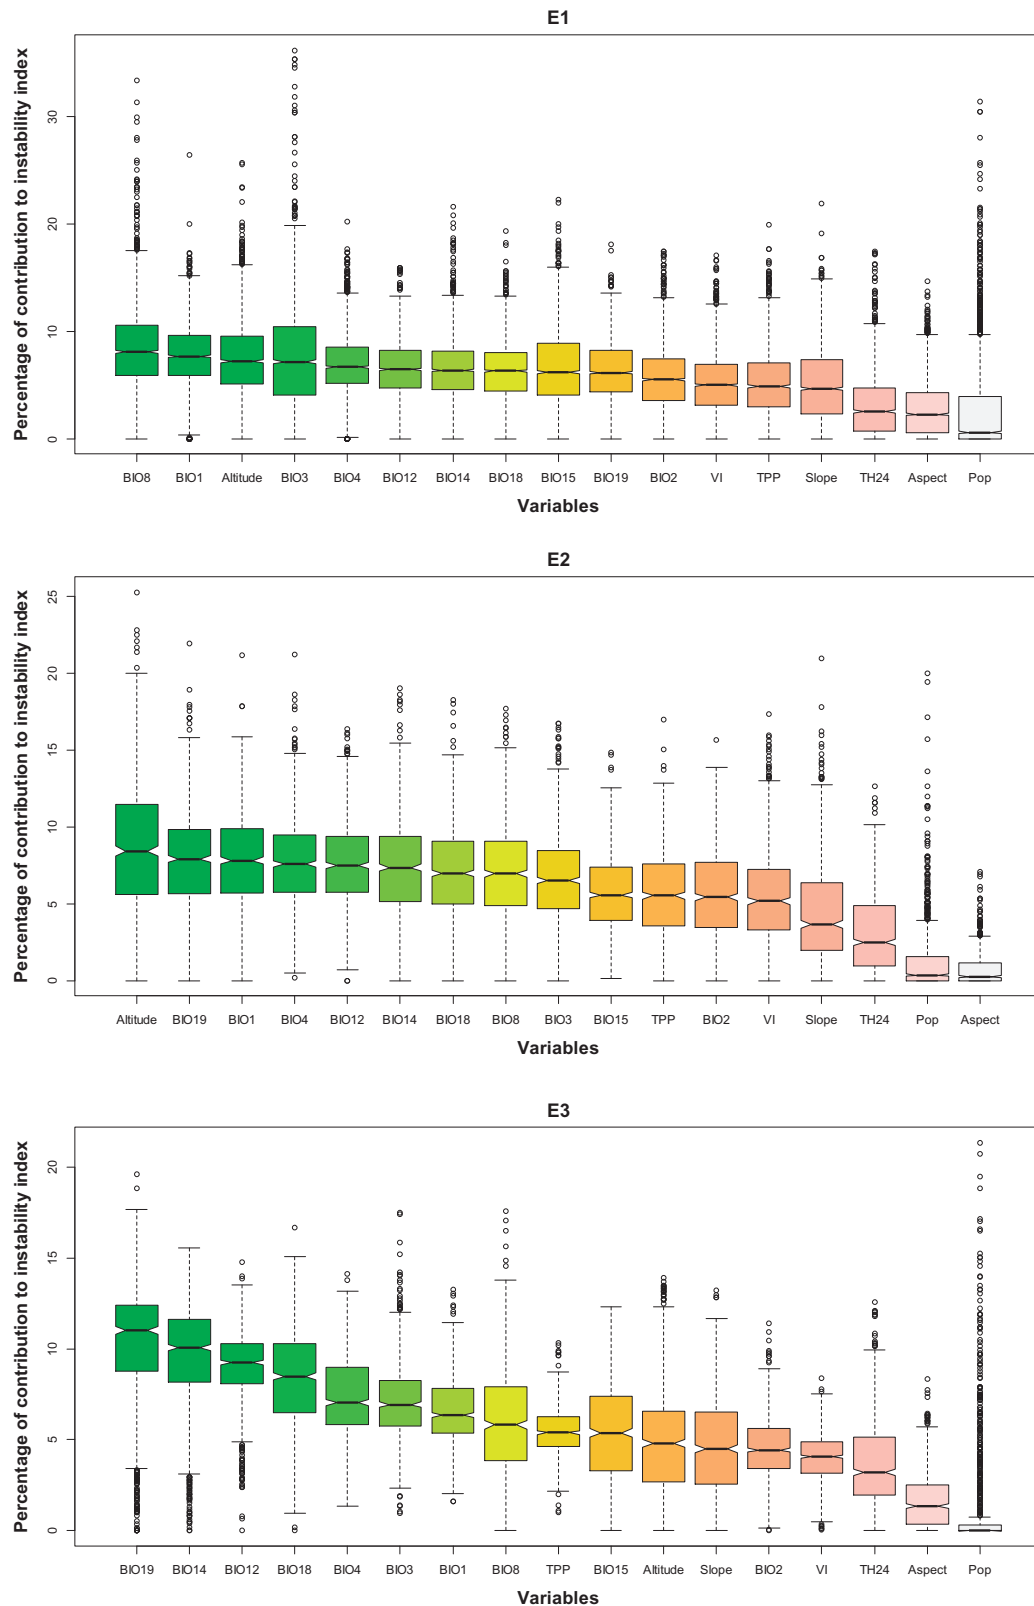 E1
Percentage of contribution to instability index
30
20
10
0
BIO8 BIO1 Altitude BIO3 BIO4 BIO12 BIO14 BIO18 BIO15 BIO19 BIO2 VI TPP Slope TH24 Aspect Pop
Variables
E2
Percentage of contribution to instability index
25
20
15
10
5
0
Altitude BIO19 BIO1 BIO4 BIO12 BIO14 BIO18 BIO8 BIO3 BIO15 TPP BIO2 VI Slope TH24 Pop Aspect
Variables
E3
Percentage of contribution to instability index
20
15
10
5
0
BIO19 BIO14 BIO12 BIO18 BIO4 BIO3 BIO1 BIO8 TPP BIO15 Altitude Slope BIO2 VI TH24 Aspect Pop
Variables